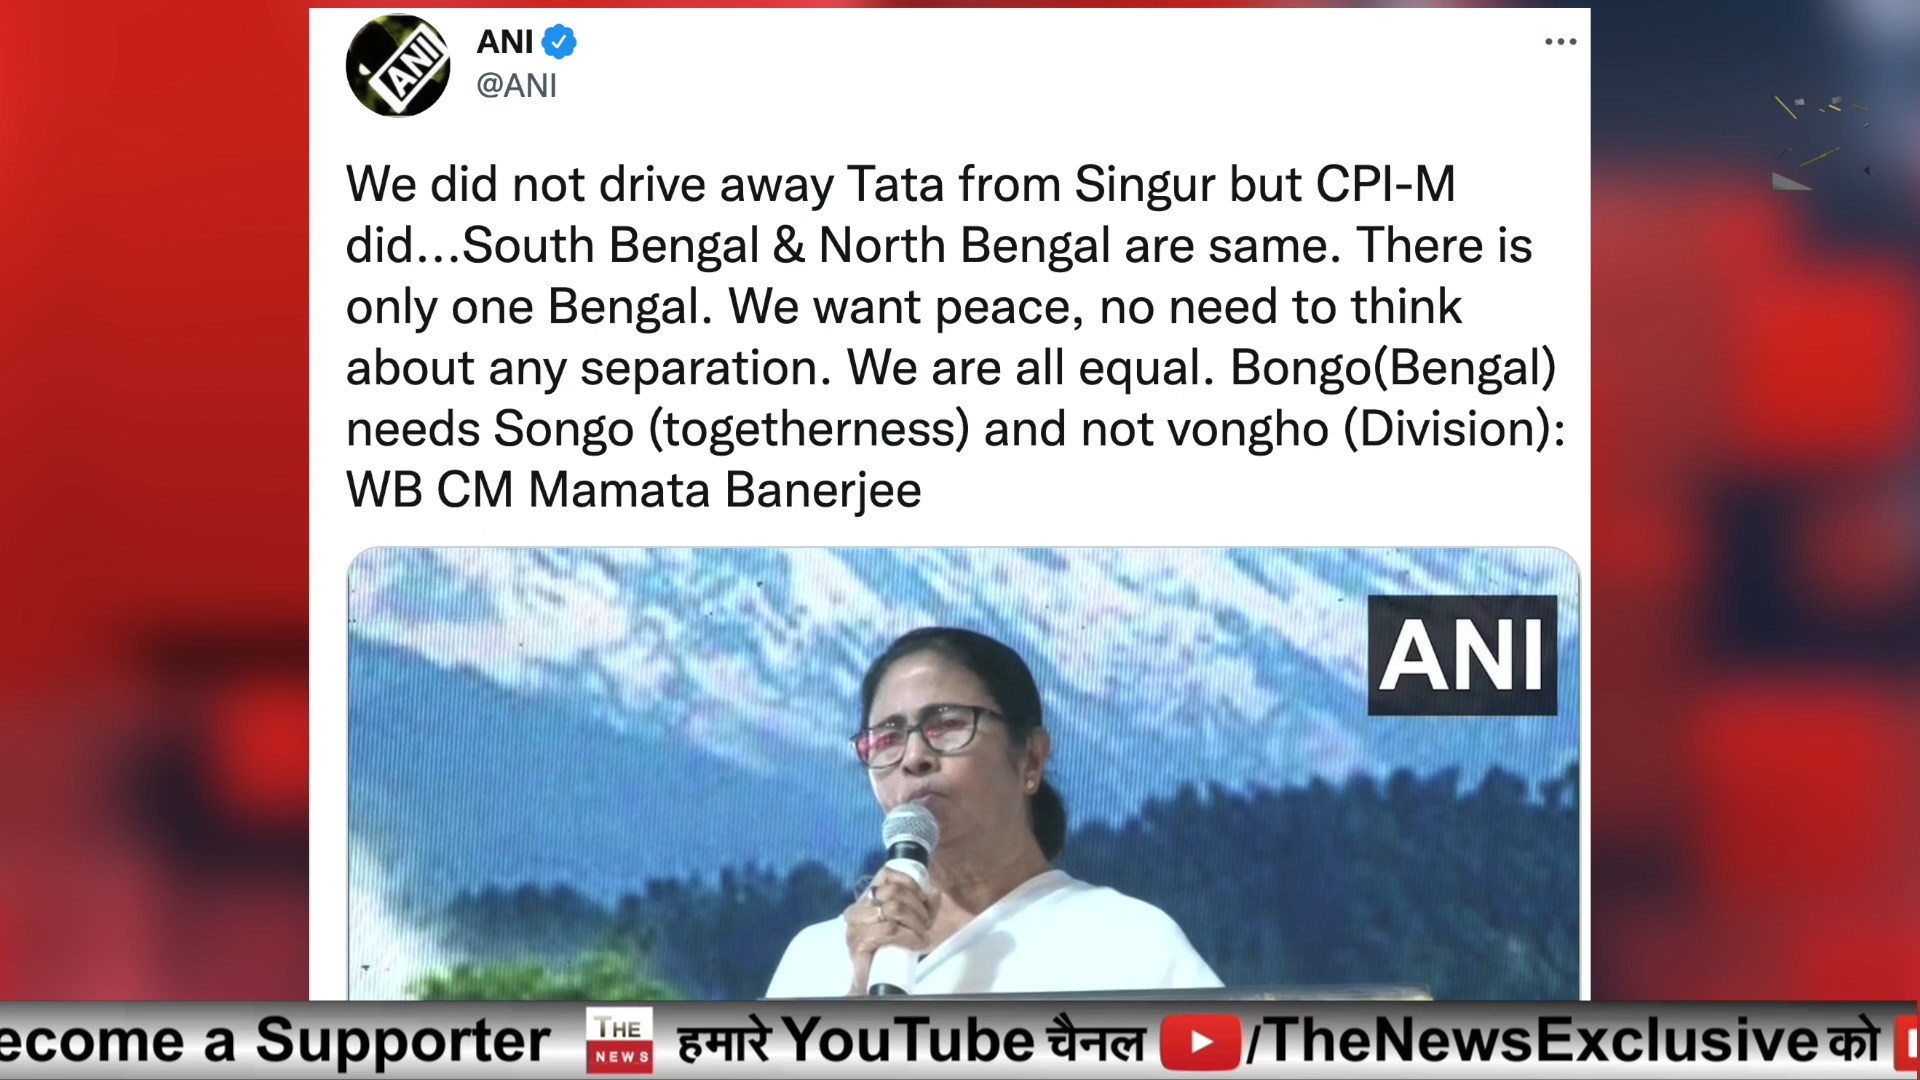 ANI
ANI
@ANI
We did not drive away Tata from Singur but CPI-M
did...South Bengal & North Bengal are same. There is
only one Bengal. We want peace, no need to think
about any separation. We are all equal. Bongo(Bengal)
needs Songo (togetherness) and not vongho (Division):
WB CM Mamata Banerjee
ANI
ecome a Supporter THE NEWS हमारे YouTube चैनल /TheNewsExclusive को